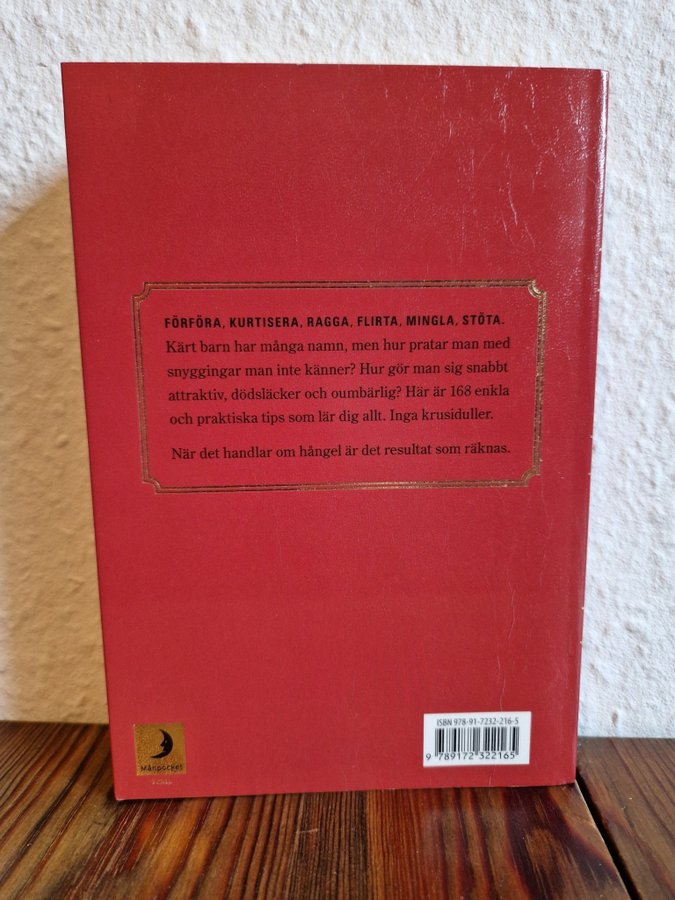 FÖRFÖRA, KURTISERA, RAGGA, FLIRTA, MINGLA, STÖTA.
Kärt barn har många namn, men hur pratar man med
snyggingar man inte känner? Hur gör man sig snabbt
attraktiv, dödsläcker och oumbärlig? Här är 168 enkla
och praktiska tips som lär dig allt. Inga krusiduller.
När det handlar om hångel är det resultat som räknas.
ISBN 978-91-7232-216-5
9 789172 322165
Månpocket